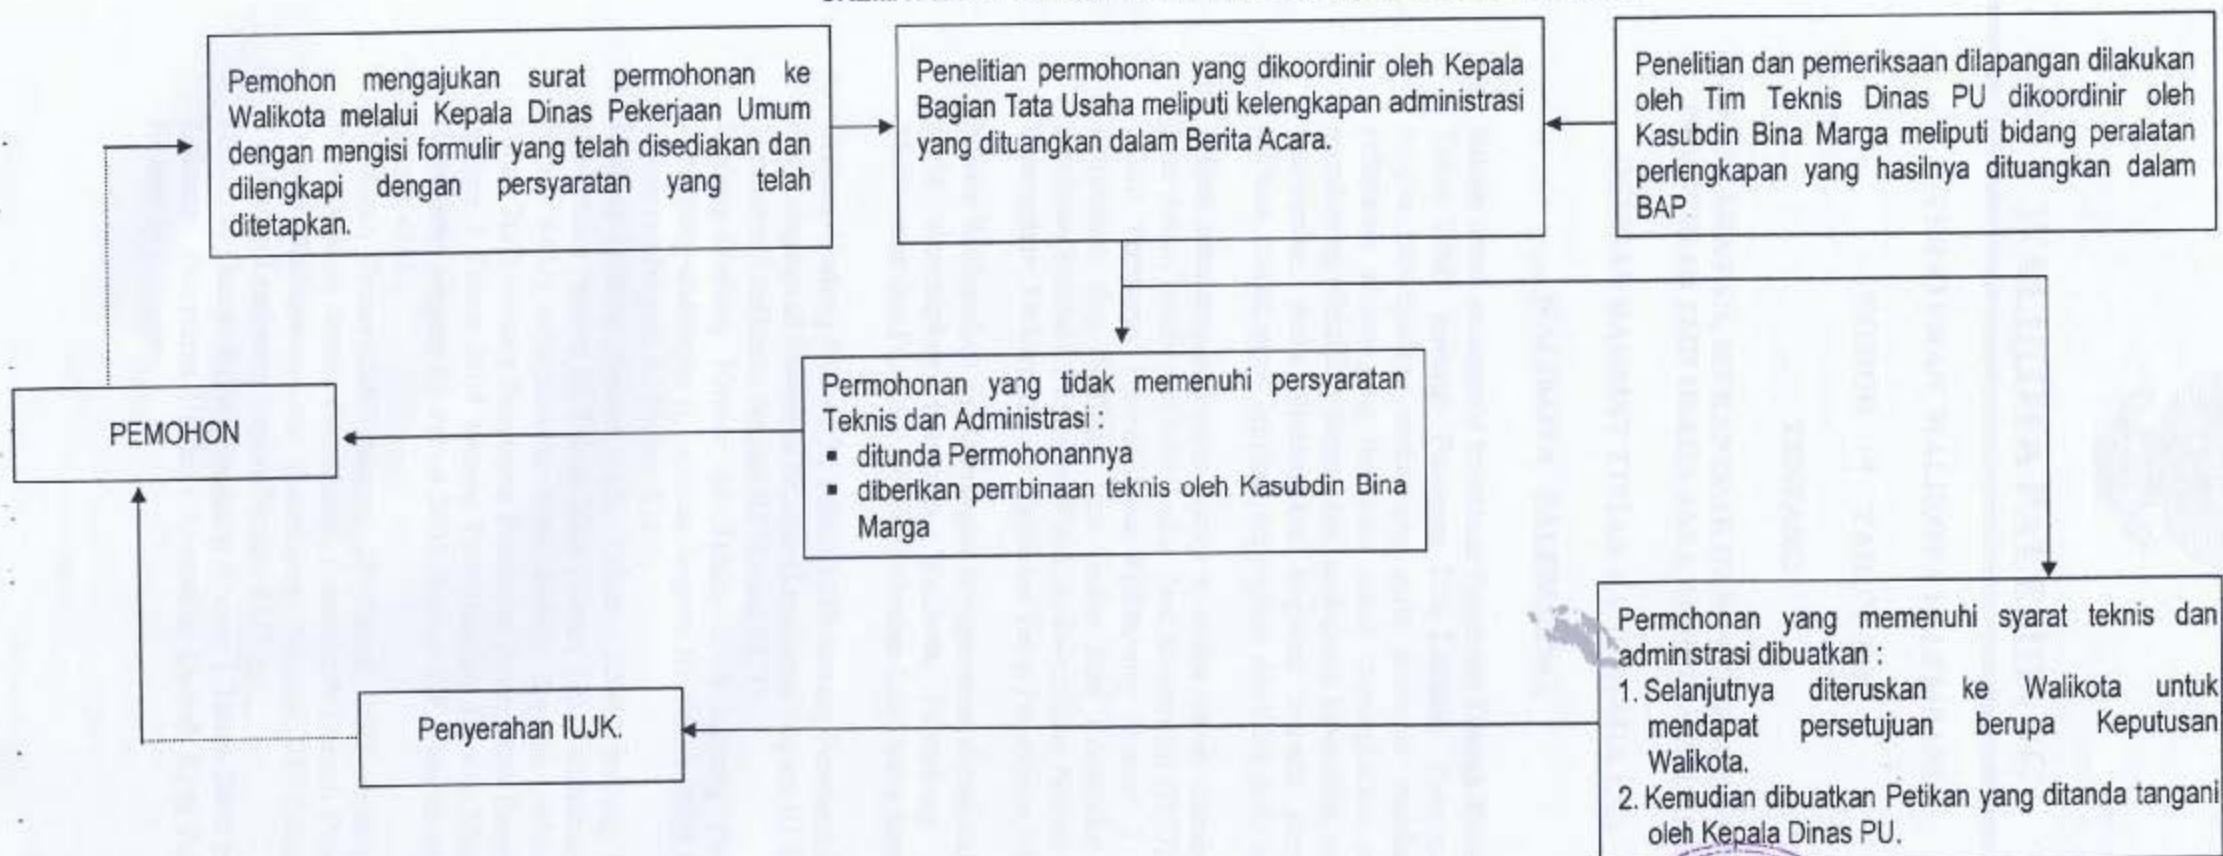 Pemohon mengajukan surat permohonan ke
Walikota melalui Kepala Dinas Pekerjaan Umum
dengan mengisi formulir yang telah disediakan dan
dilengkapi dengan persyaratan yang telah
ditetapkan.
Penelitian permohonan yang dikoordinir oleh Kepala
Bagian Tata Usaha meliputi kelengkapan administrasi
yang dituangkan dalam Berita Acara.
Penelitian dan pemeriksaan dilapangan dilakukan
oleh Tim Teknis Dinas PU dikoordinir oleh
Kasubdin Bina Marga meliputi bidang peralatan
perlengkapan yang hasilnya dituangkan dalam
BAP.
PEMOHON
Permohonan yang tidak memenuhi persyaratan
Teknis dan Administrasi :
▪ ditunda Permohonannya
▪ diberikan pembinaan teknis oleh Kasubdin Bina
Marga
Penyerahan IUJK.
Permohonan yang memenuhi syarat teknis dan
administrasi dibuatkan :
1. Selanjutnya diteruskan ke Walikota untuk
mendapat persetujuan berupa Keputusan
Walikota.
2. Kemudian dibuatkan Petikan yang ditanda tangani
oleh Kepala Dinas PU.